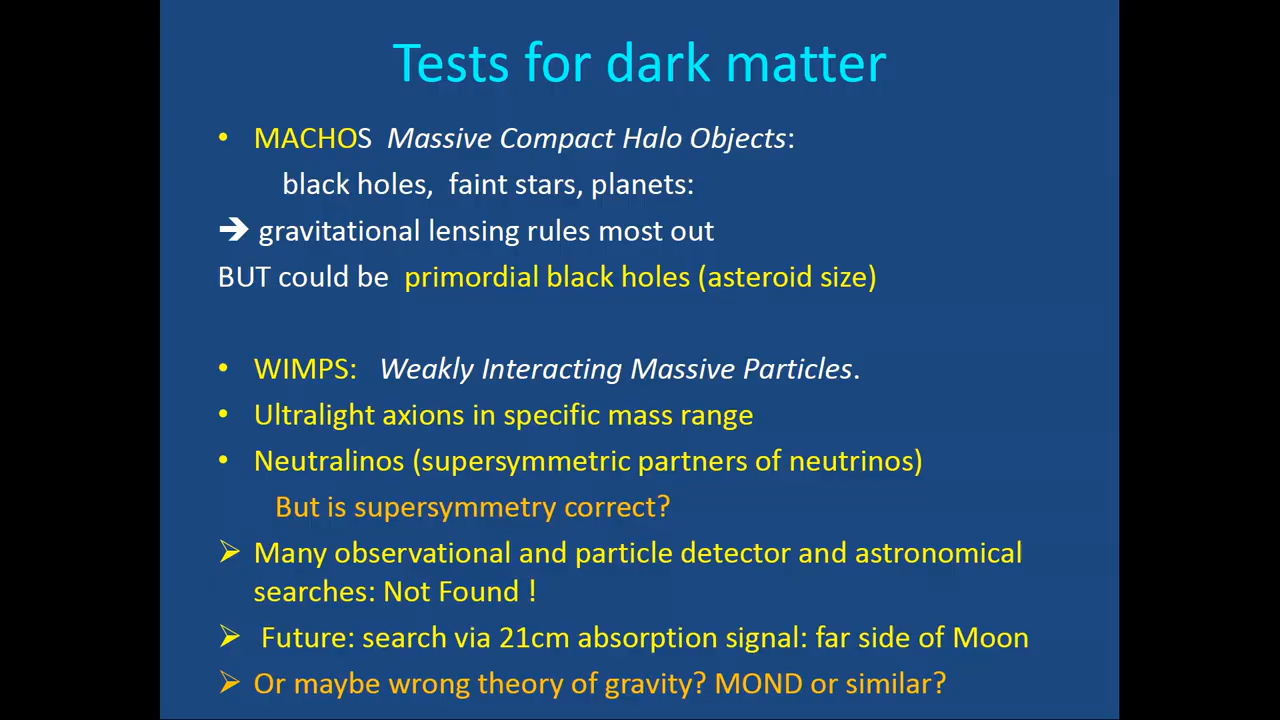 Tests for dark matter
• MACHOS Massive Compact Halo Objects:
black holes, faint stars, planets:
➔ gravitational lensing rules most out
BUT could be primordial black holes (asteroid size)
• WIMPS: Weakly Interacting Massive Particles.
• Ultralight axions in specific mass range
• Neutralinos (supersymmetric partners of neutrinos)
But is supersymmetry correct?
➢ Many observational and particle detector and astronomical
searches: Not Found !
➢ Future: search via 21cm absorption signal: far side of Moon
➢ Or maybe wrong theory of gravity? MOND or similar?